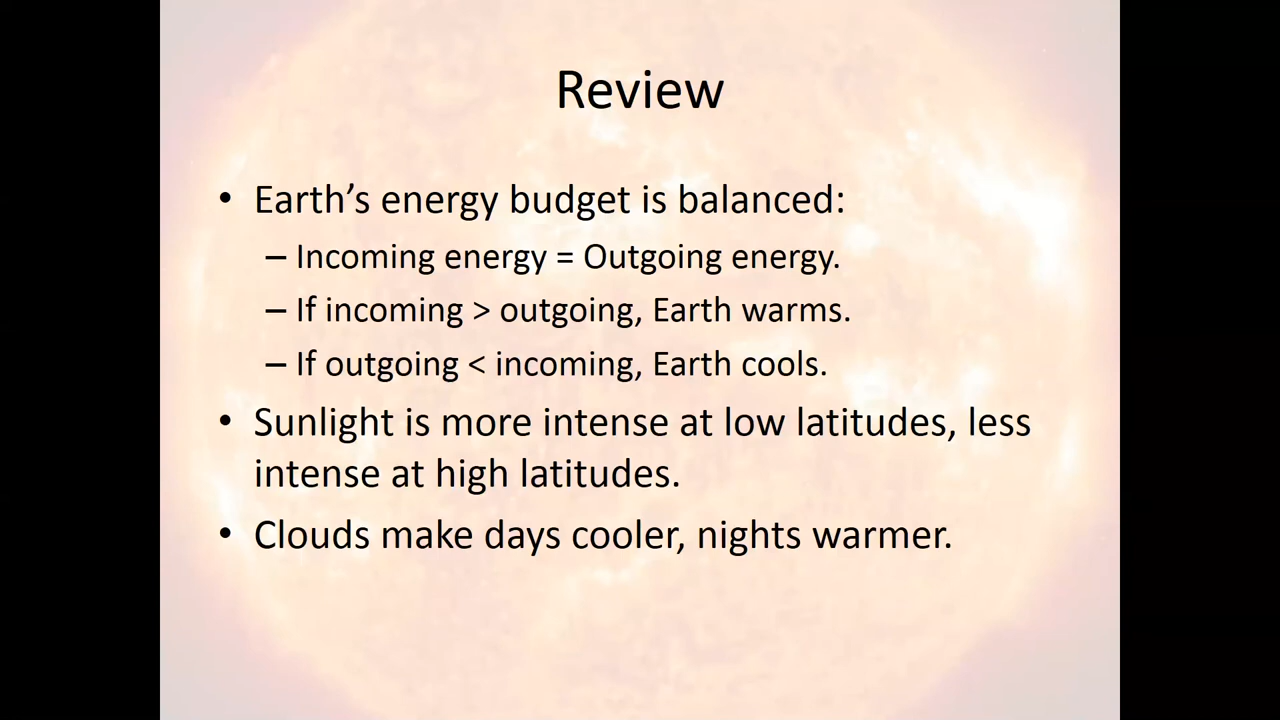 Review
• Earth’s energy budget is balanced:
– Incoming energy = Outgoing energy.
– If incoming > outgoing, Earth warms.
– If outgoing < incoming, Earth cools.
• Sunlight is more intense at low latitudes, less
intense at high latitudes.
• Clouds make days cooler, nights warmer.